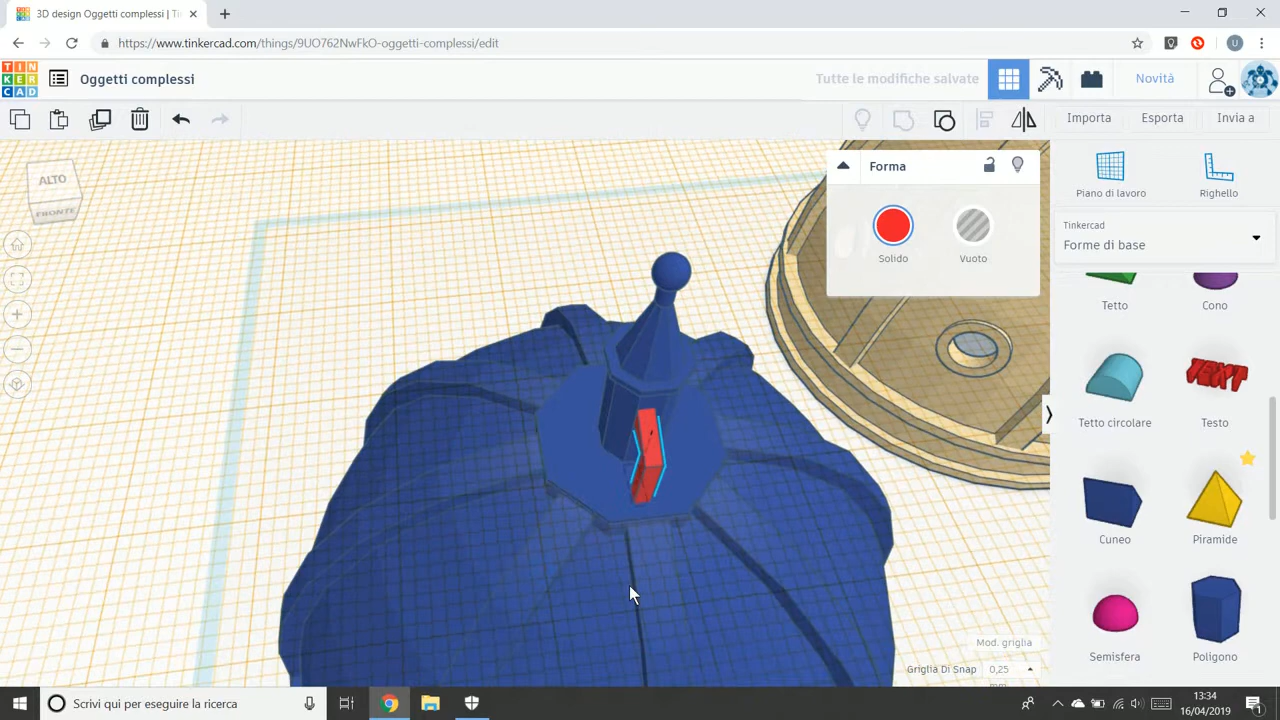 3D design Oggetti complessi | Ti
https://www.tinkercad.com/things/9UO762NwFkO-oggetti-complessi/edit
TIN
KER
CAD
Oggetti complessi
Tutte le modifiche salvate
Novità
Importa
Esporta
Invia a
ALTO
FRONTE
Forma
Solido
Vuoto
Piano di lavoro
Righello
Tinkercad
Forme di base
Tetto
Cono
TEXT
Tetto circolare
Testo
Cuneo
Piramide
Semisfera
Poligono
Mod. griglia
Griglia Di Snap
0,25
mm
Scrivi qui per eseguire la ricerca
13:34
16/04/2019
1
U